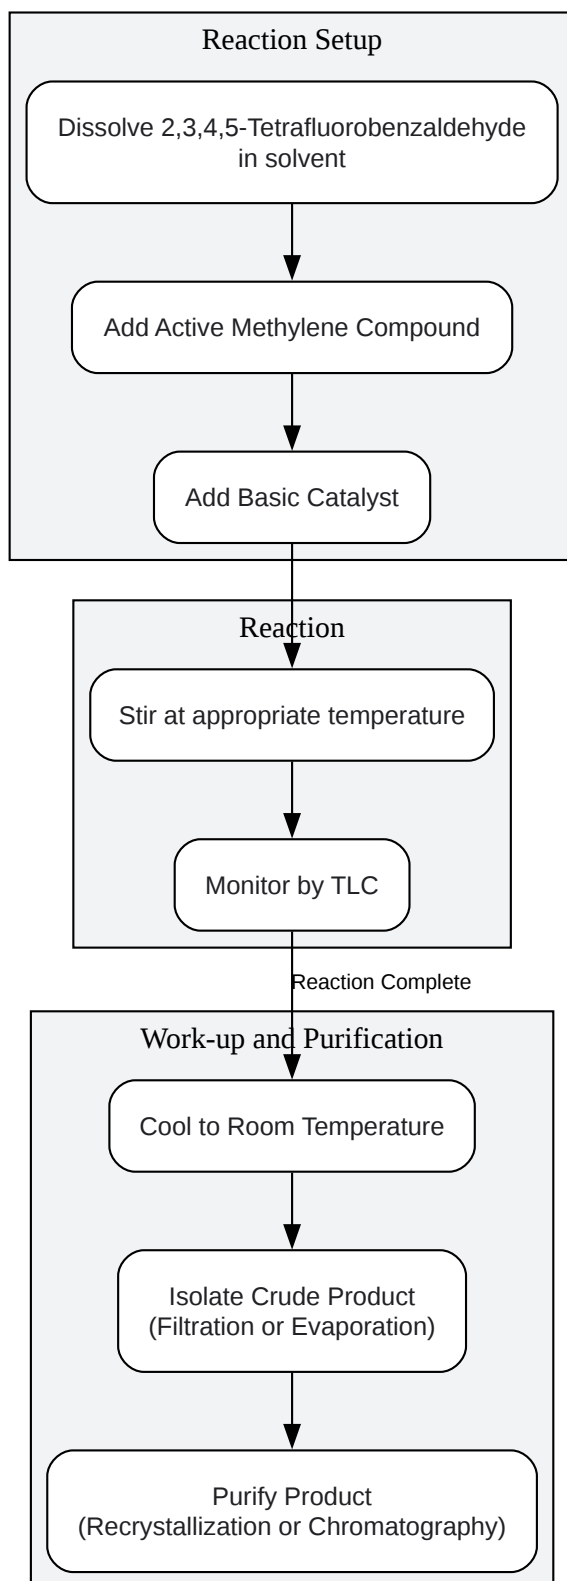 Reaction Setup
Dissolve 2,3,4,5-Tetrafluorobenzaldehyde
in solvent
Add Active Methylene Compound
Add Basic Catalyst
Reaction
Stir at appropriate temperature
Monitor by TLC
Reaction Complete
Work-up and Purification
Cool to Room Temperature
Isolate Crude Product
(Filtration or Evaporation)
Purify Product
(Recrystallization or Chromatography)